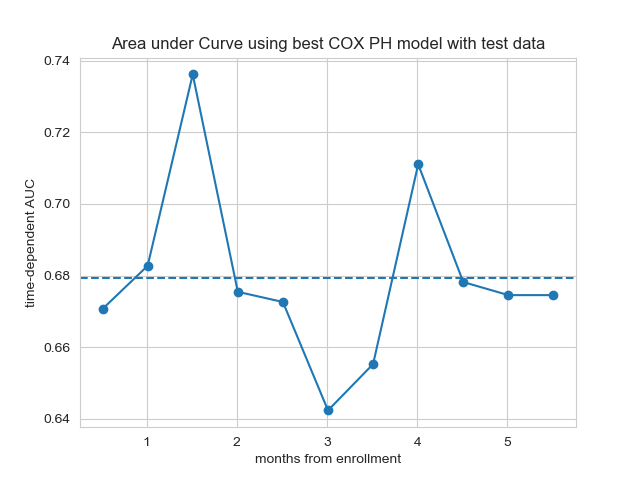 Area under Curve using best COX PH model with test data
0.74
0.72
0.70
0.68
0.66
0.64
time-dependent AUC
1 2 3 4 5
months from enrollment